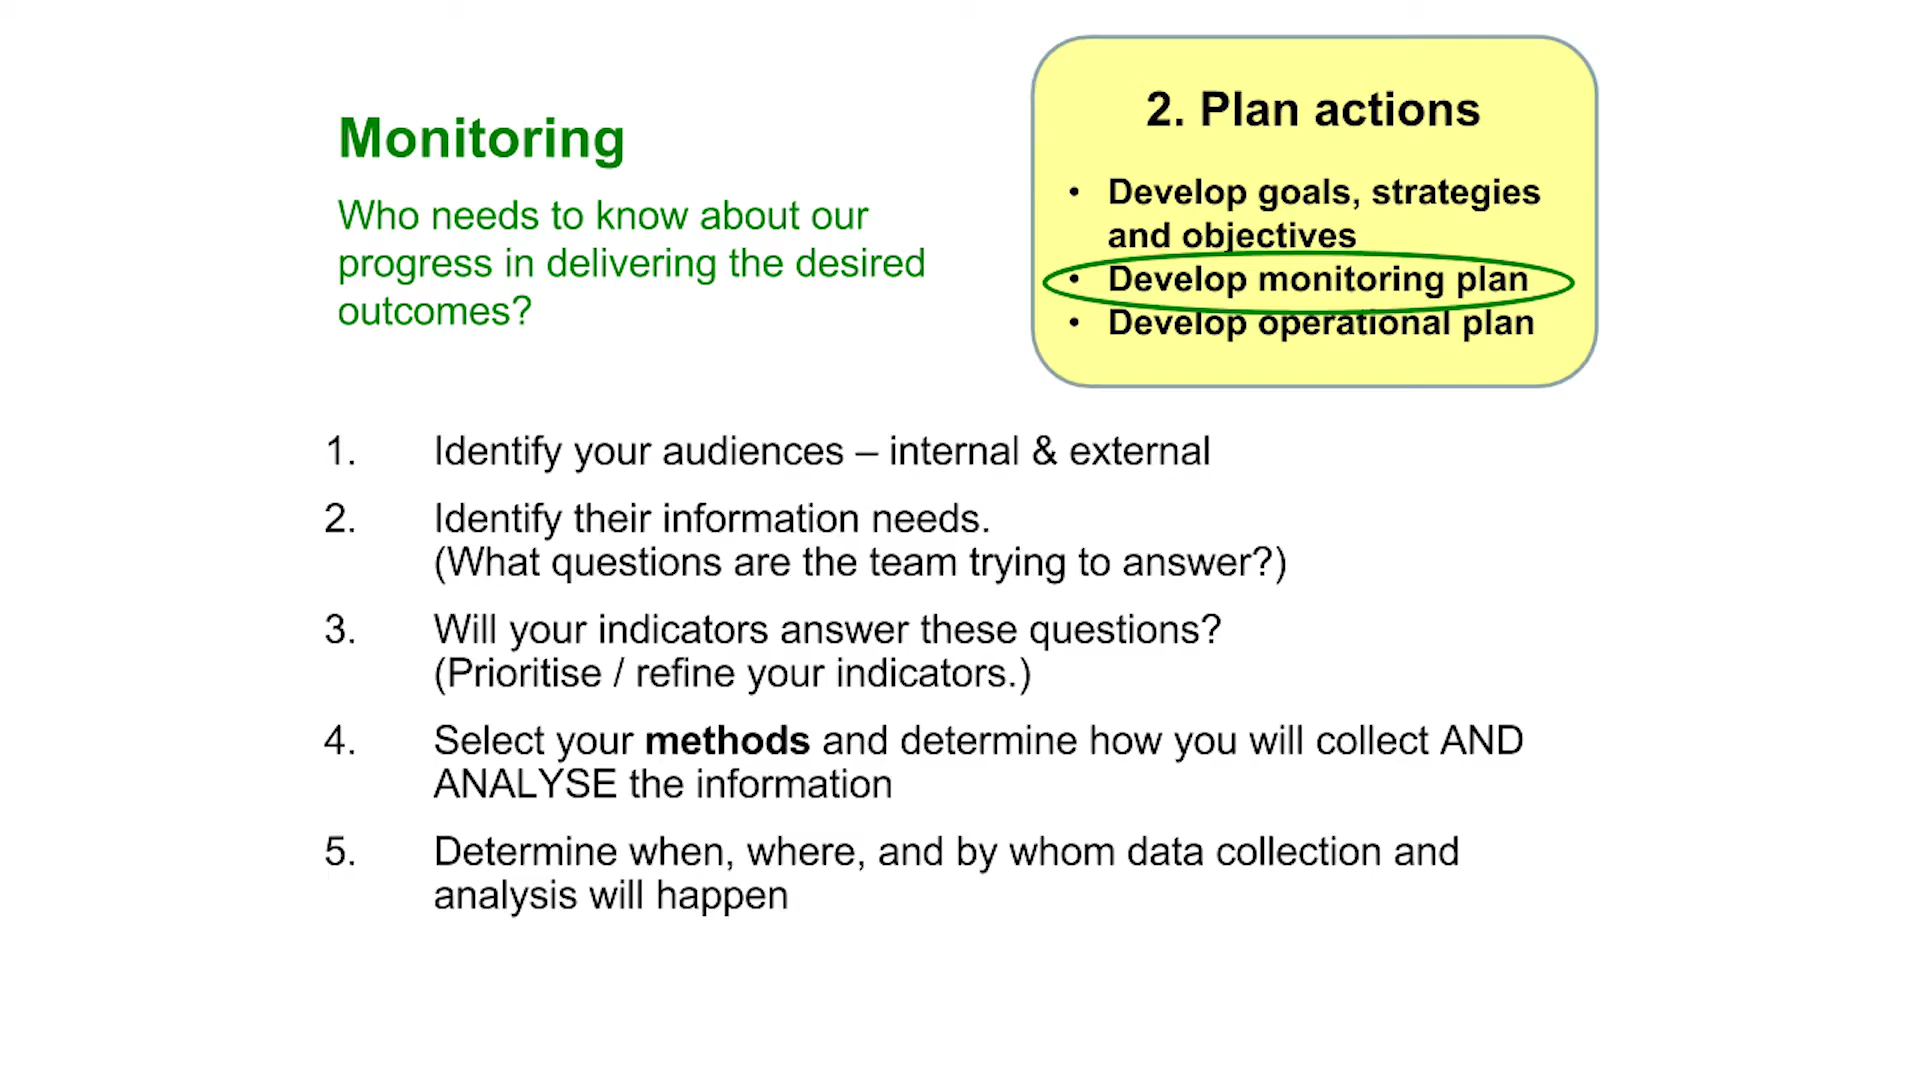 Monitoring
Who needs to know about our
progress in delivering the desired
outcomes?
2. Plan actions
• Develop goals, strategies
and objectives
• Develop monitoring plan
• Develop operational plan
1. Identify your audiences – internal & external
2. Identify their information needs.
(What questions are the team trying to answer?)
3. Will your indicators answer these questions?
(Prioritise / refine your indicators.)
4. Select your methods and determine how you will collect AND
ANALYSE the information
5. Determine when, where, and by whom data collection and
analysis will happen